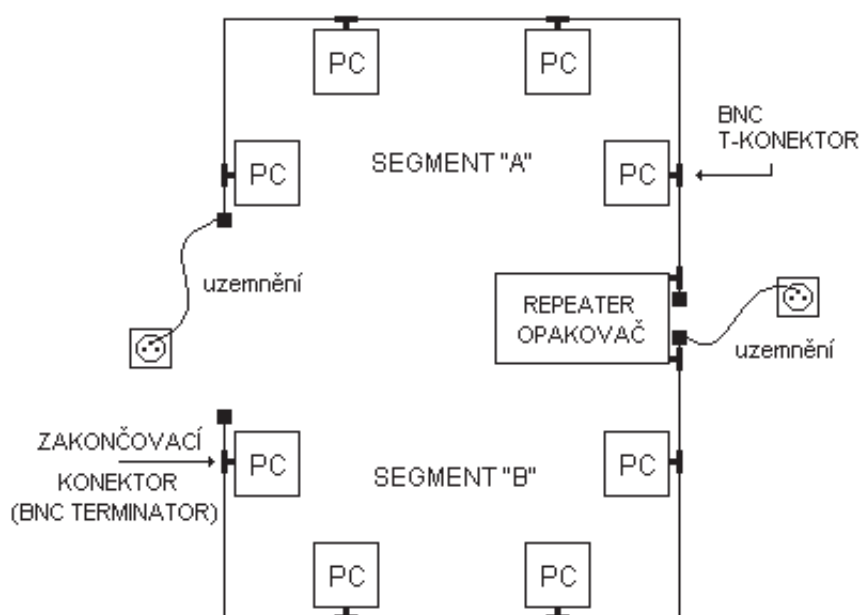 PC
PC
BNC
T-KONEKTOR
PC
SEGMENT "A"
PC
uzemnění
REPEATER
OPAKOVAČ
uzemnění
ZAKONČOVACÍ
KONEKTOR
(BNC TERMINATOR)
PC
SEGMENT "B"
PC
PC
PC